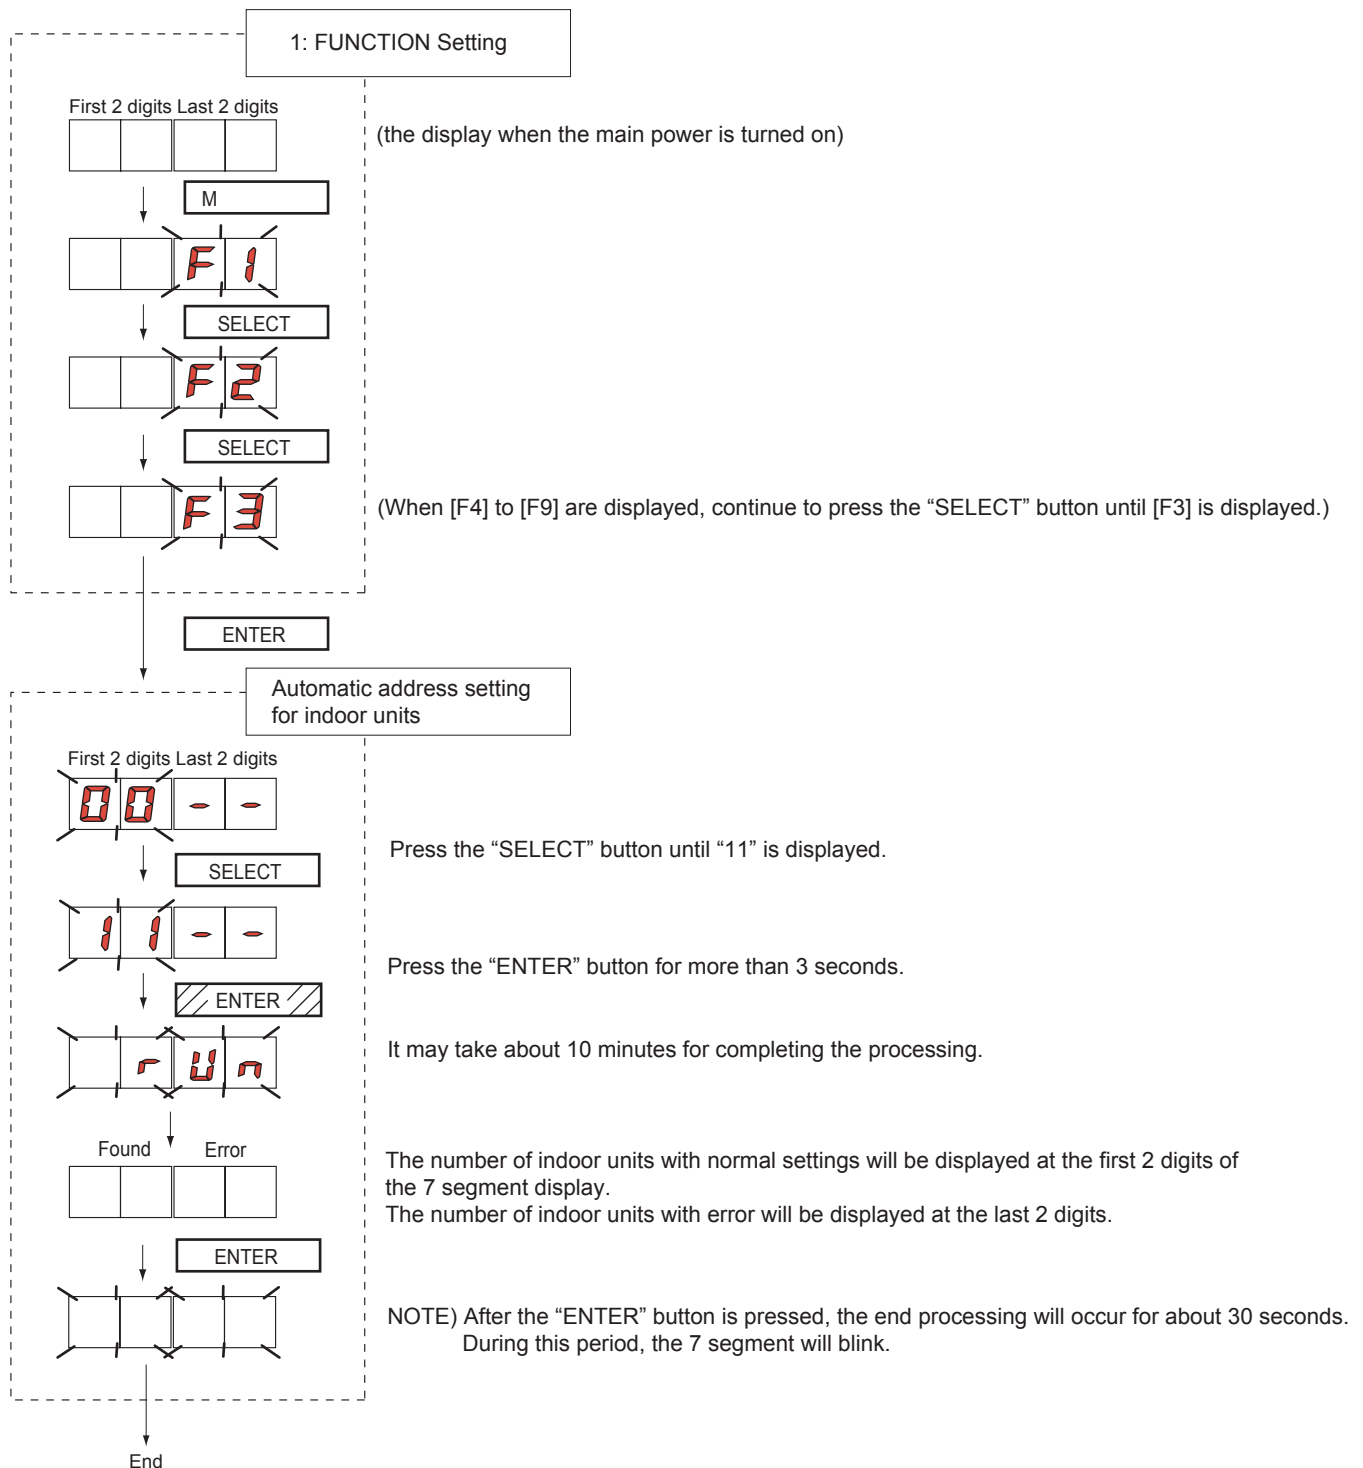 1: FUNCTION Setting
First 2 digits Last 2 digits
(the display when the main power is turned on)
M
F1
SELECT
F2
SELECT
F3
(When [F4] to [F9] are displayed, continue to press the “SELECT” button until [F3] is displayed.)
ENTER
Automatic address setting
for indoor units
First 2 digits Last 2 digits
00--
Press the “SELECT” button until “11” is displayed.
SELECT
11--
Press the “ENTER” button for more than 3 seconds.
ENTER
rUn
It may take about 10 minutes for completing the processing.
Found Error
The number of indoor units with normal settings will be displayed at the first 2 digits of
the 7 segment display.
The number of indoor units with error will be displayed at the last 2 digits.
ENTER
NOTE) After the “ENTER” button is pressed, the end processing will occur for about 30 seconds.
During this period, the 7 segment will blink.
End